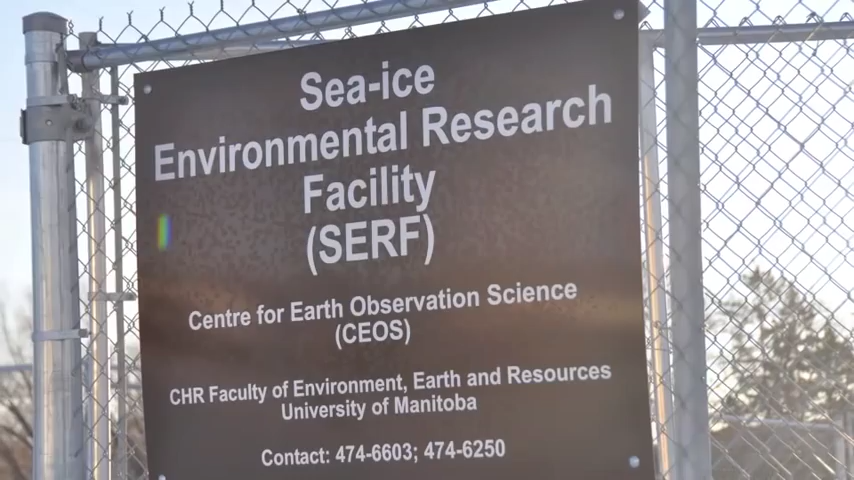 Sea-ice
Environmental Research
Facility
(SERF)
Centre for Earth Observation Science
(CEOS)
CHR Faculty of Environment, Earth and Resources
University of Manitoba
Contact: 474-6603; 474-6250